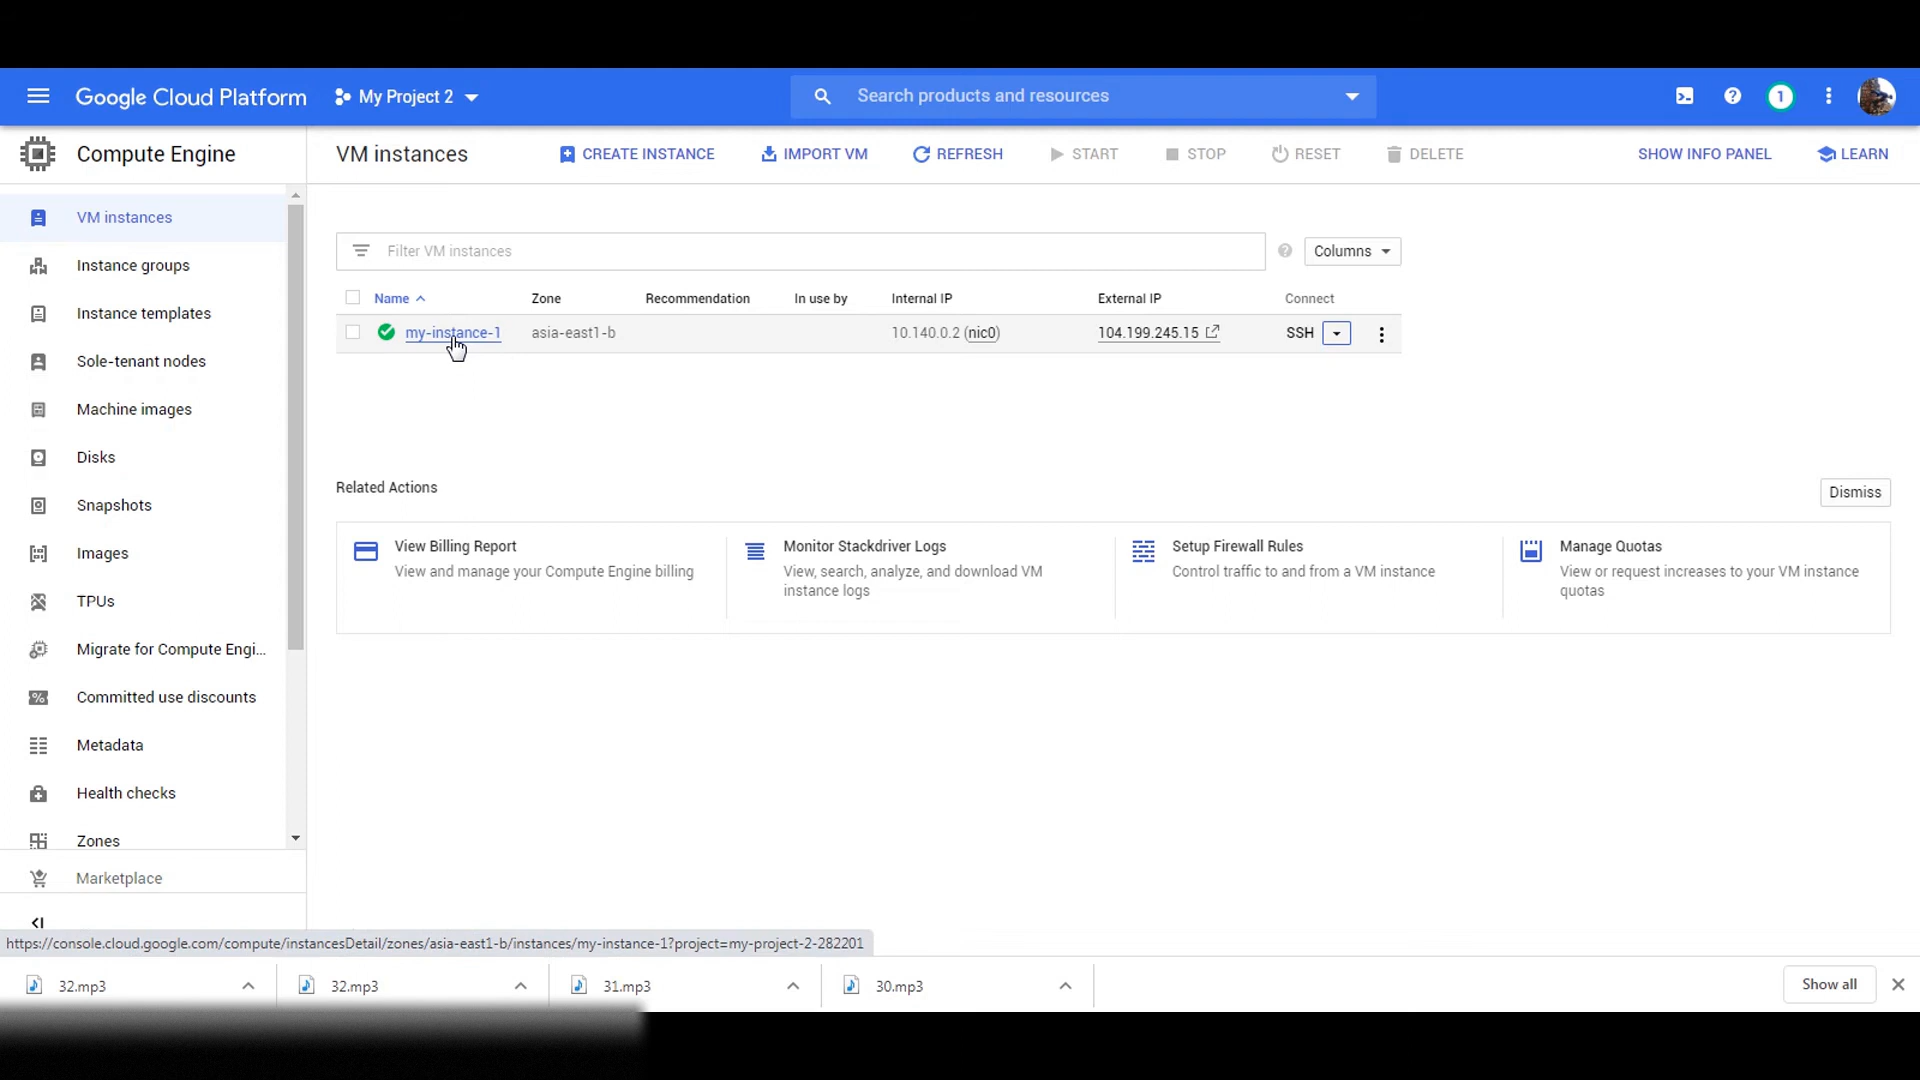 Google Cloud Platform My Project 2 Search products and resources 1
Compute Engine VM instances CREATE INSTANCE IMPORT VM REFRESH START STOP RESET DELETE SHOW INFO PANEL LEARN
VM instances
Instance groups
Instance templates
Sole-tenant nodes
Machine images
Disks
Snapshots
Images
TPUs
Migrate for Compute Engi...
Committed use discounts
Metadata
Health checks
Zones
Marketplace
Filter VM instances Columns
Name Zone Recommendation In use by Internal IP External IP Connect
my-instance-1 asia-east1-b 10.140.0.2 (nic0) 104.199.245.15 SSH
Related Actions Dismiss
View Billing Report
View and manage your Compute Engine billing
Monitor Stackdriver Logs
View, search, analyze, and download VM
instance logs
Setup Firewall Rules
Control traffic to and from a VM instance
Manage Quotas
View or request increases to your VM instance
quotas
https://console.cloud.google.com/compute/instancesDetail/zones/asia-east1-b/instances/my-instance-1?project=my-project-2-282201
32.mp3 32.mp3 31.mp3 30.mp3 Show all